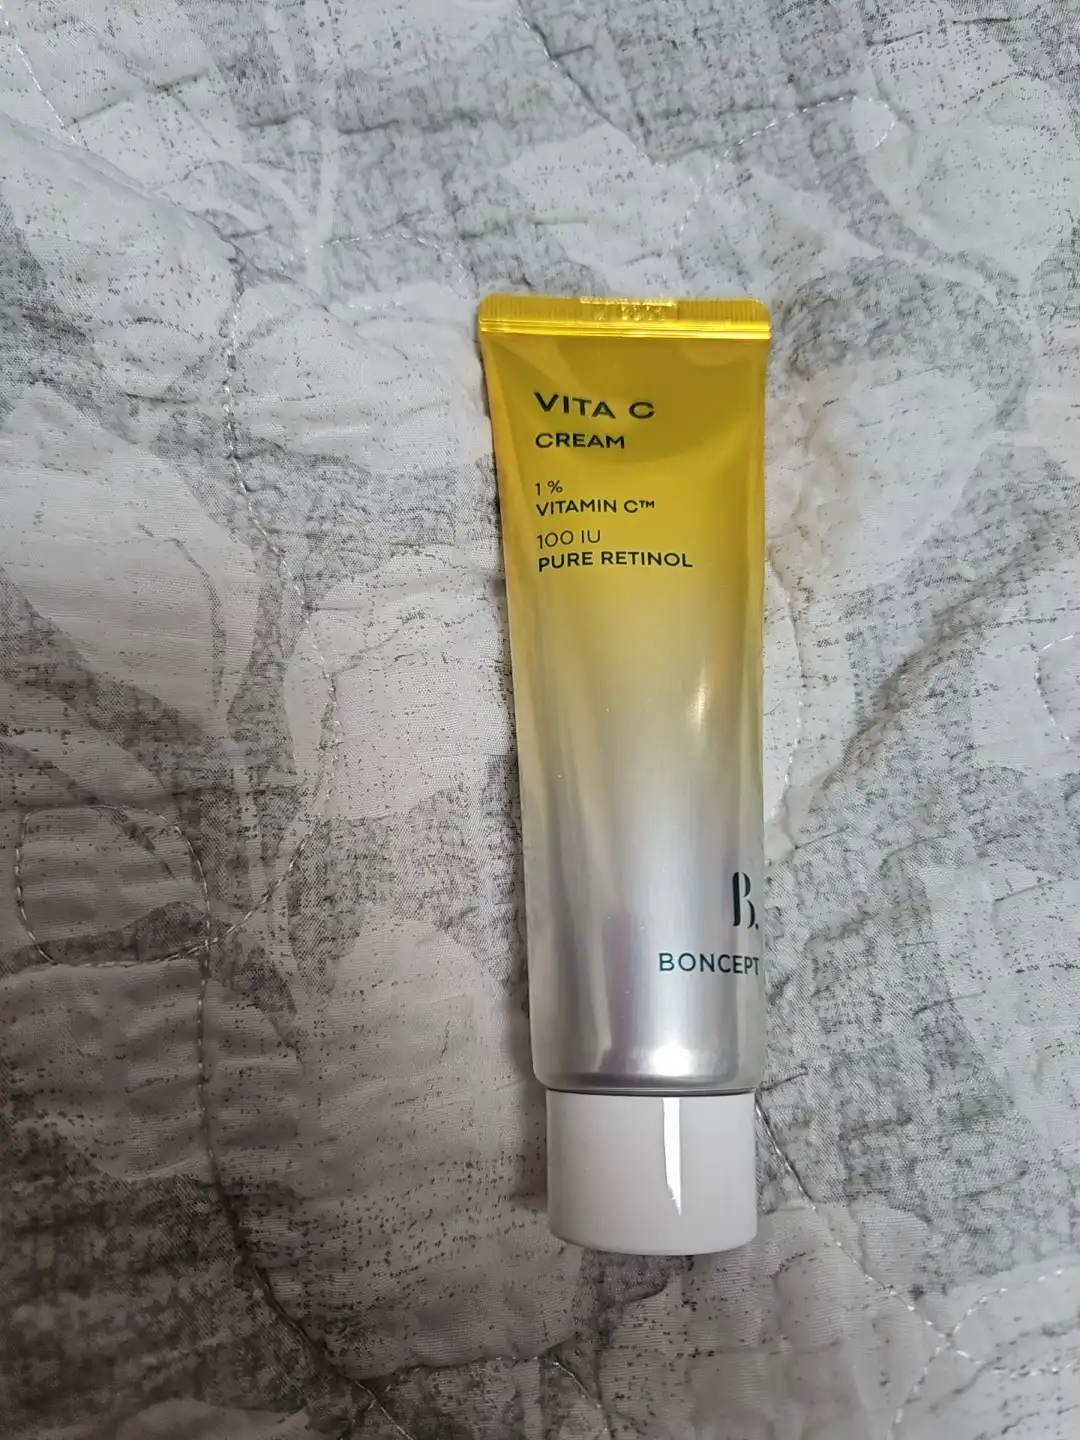 VITA C
CREAM
1 %
VITAMIN C™
100 IU
PURE RETINOL
B.
BONCEPT